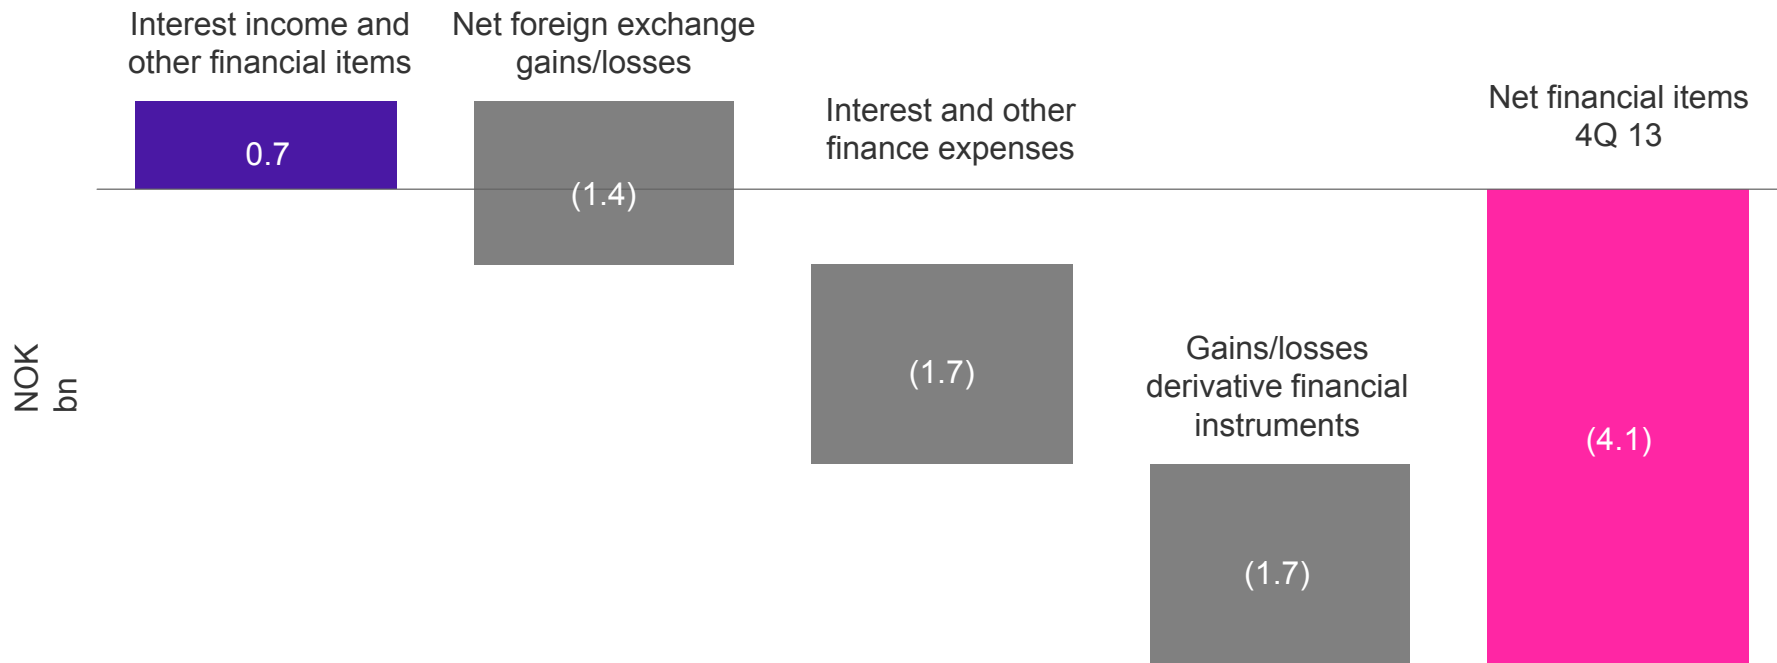 Interest income and
other financial items
0.7
Net foreign exchange
gains/losses
(1.4)
Interest and other
finance expenses
(1.7)
Gains/losses
derivative financial
instruments
(1.7)
Net financial items
4Q 13
(4.1)
NOK
bn